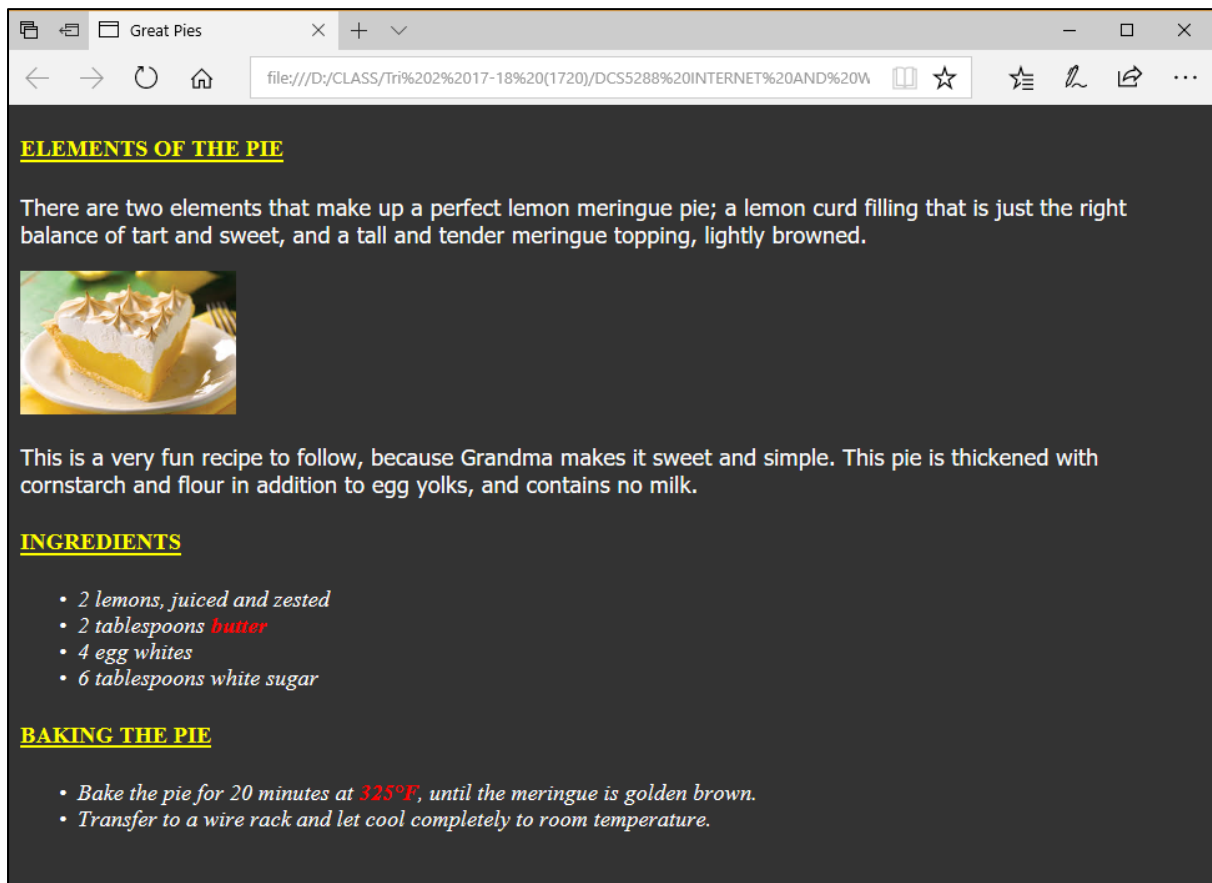 Great Pies
file:///D:/CLASS/Tri%202%2017-18%20(1720)/DCS5288%20INTERNET%20AND%20W
ELEMENTS OF THE PIE
There are two elements that make up a perfect lemon meringue pie; a lemon curd filling that is just the right
balance of tart and sweet, and a tall and tender meringue topping, lightly browned.
This is a very fun recipe to follow, because Grandma makes it sweet and simple. This pie is thickened with
cornstarch and flour in addition to egg yolks, and contains no milk.
INGREDIENTS
• 2 lemons, juiced and zested
• 2 tablespoons butter
• 4 egg whites
• 6 tablespoons white sugar
BAKING THE PIE
• Bake the pie for 20 minutes at 325°F, until the meringue is golden brown.
• Transfer to a wire rack and let cool completely to room temperature.